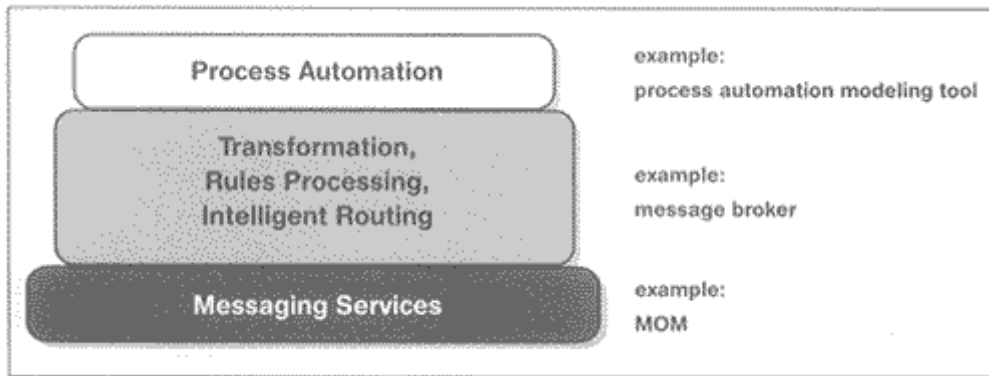 Process Automation
example:
process automation modeling tool
Transformation,
Rules Processing,
Intelligent Routing
example:
message broker
Messaging Services
example:
MOM